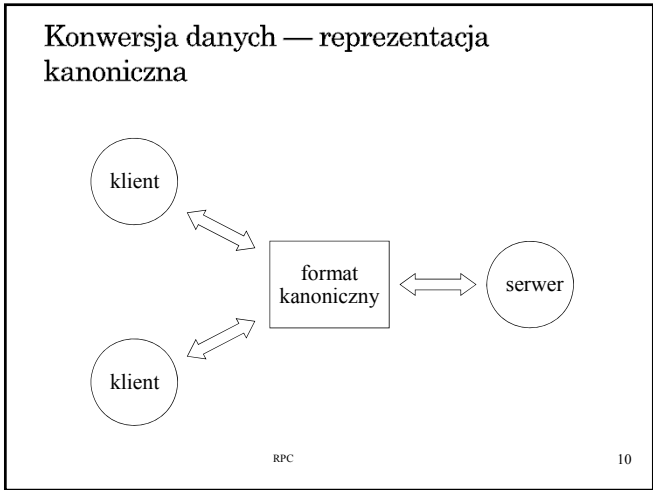 Konwersja danych — reprezentacja
kanoniczna
klient
format
kanoniczny
serwer
klient
RPC
10